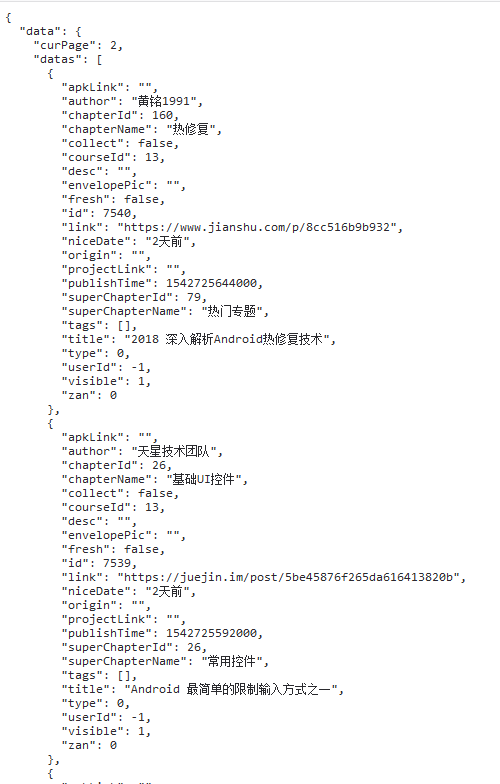 {
"data": {
"curPage": 2,
"datas": [
{
"apkLink": "",
"author": "黄铭1991",
"chapterId": 160,
"chapterName": "热修复",
"collect": false,
"courseId": 13,
"desc": "",
"envelopePic": "",
"fresh": false,
"id": 7540,
"link": "https://www.jianshu.com/p/8cc516b9b932",
"niceDate": "2天前",
"origin": "",
"projectLink": "",
"publishTime": 1542725644000,
"superChapterId": 79,
"superChapterName": "热门专题",
"tags": [],
"title": "2018 深入解析Android热修复技术",
"type": 0,
"userId": -1,
"visible": 1,
"zan": 0
},
{
"apkLink": "",
"author": "天星技术团队",
"chapterId": 26,
"chapterName": "基础UI控件",
"collect": false,
"courseId": 13,
"desc": "",
"envelopePic": "",
"fresh": false,
"id": 7539,
"link": "https://juejin.im/post/5be45876f265da616413820b",
"niceDate": "2天前",
"origin": "",
"projectLink": "",
"publishTime": 1542725592000,
"superChapterId": 26,
"superChapterName": "常用控件",
"tags": [],
"title": "Android 最简单的限制输入方式之一",
"type": 0,
"userId": -1,
"visible": 1,
"zan": 0
},
{